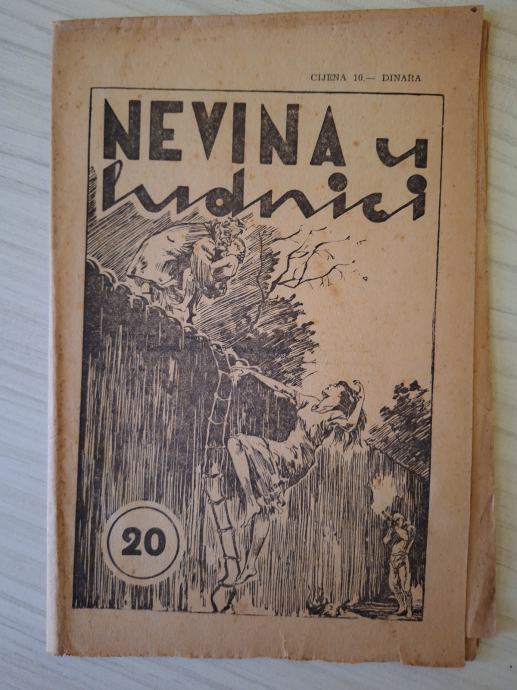 CIJENA 10.— DINARA
NEVINA u
ludnici
20